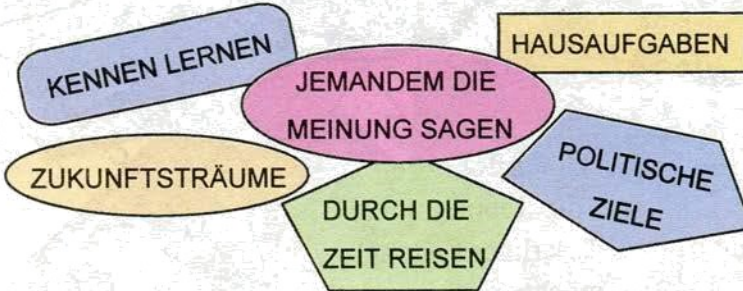 KENNEN LERNEN
HAUSAUFGABEN
JEMANDEM DIE
MEINUNG SAGEN
ZUKUNFTSTRÄUME
POLITISCHE
ZIELE
DURCH DIE
ZEIT REISEN